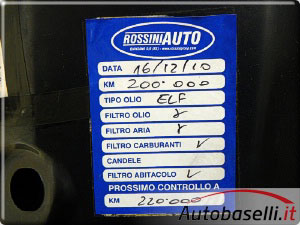 ROSSINIAUTO
DATA 16/12/10
KM 200.000
TIPO OLIO ELF
FILTRO OLIO
FILTRO ARIA
FILTRO CARBURANTI V
CANDELE
FILTRO ABITACOLO V
PROSSIMO CONTROLLO A
KM 220.000
Autobaselli.it